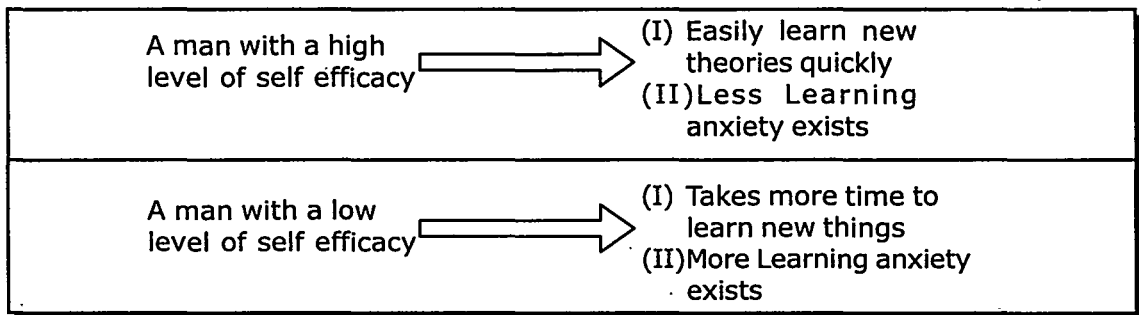 A man with a high
level of self efficacy
(I) Easily learn new
theories quickly
(II)Less Learning
anxiety exists
A man with a low
level of self efficacy
(I) Takes more time to
learn new things
(II)More Learning anxiety
exists